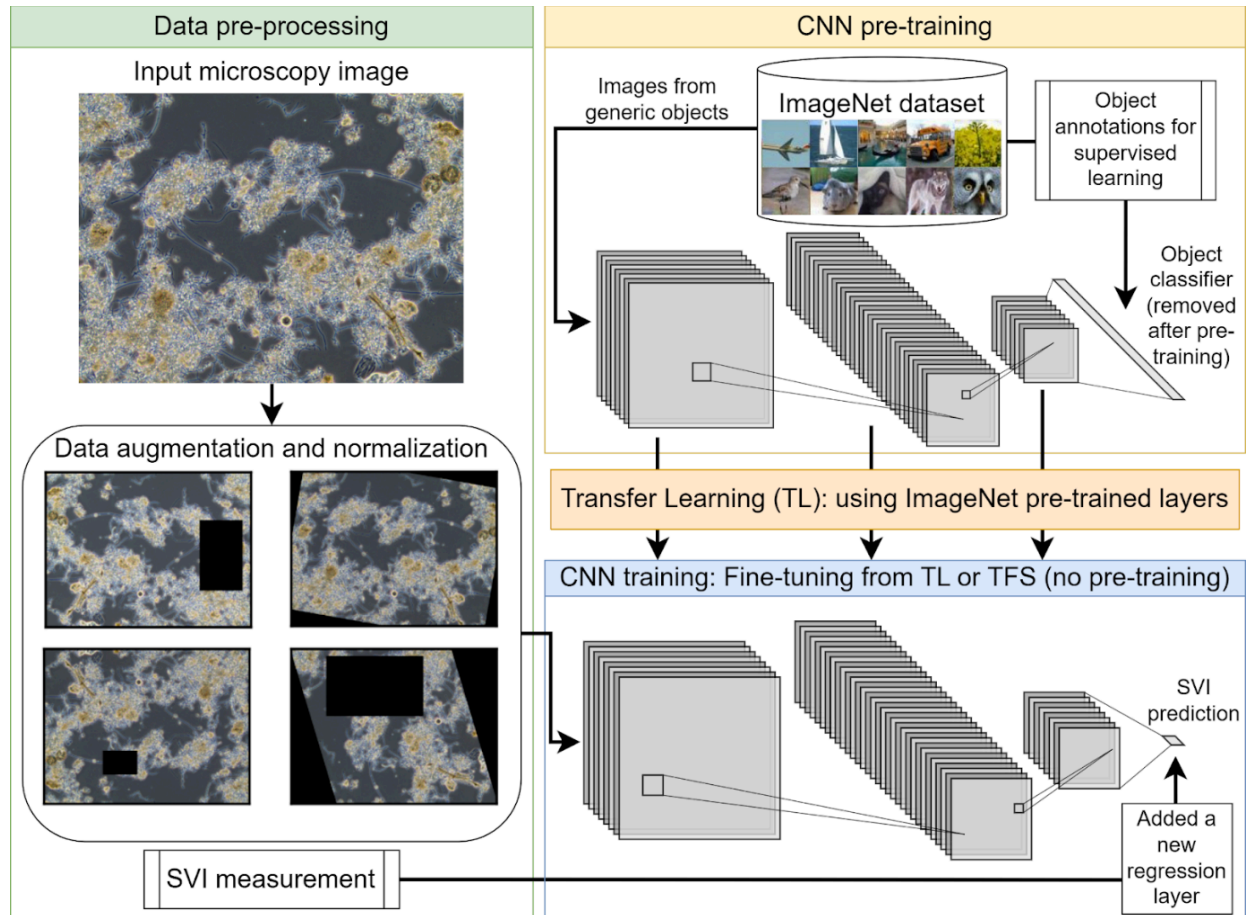 Data pre-processing
Input microscopy image
Data augmentation and normalization
SVI measurement
CNN pre-training
Images from
generic objects
ImageNet dataset
Object
annotations for
supervised
learning
Object
classifier
(removed
after pre-
training)
Transfer Learning (TL): using ImageNet pre-trained layers
CNN training: Fine-tuning from TL or TFS (no pre-training)
SVI
prediction
Added a
new
regression
layer